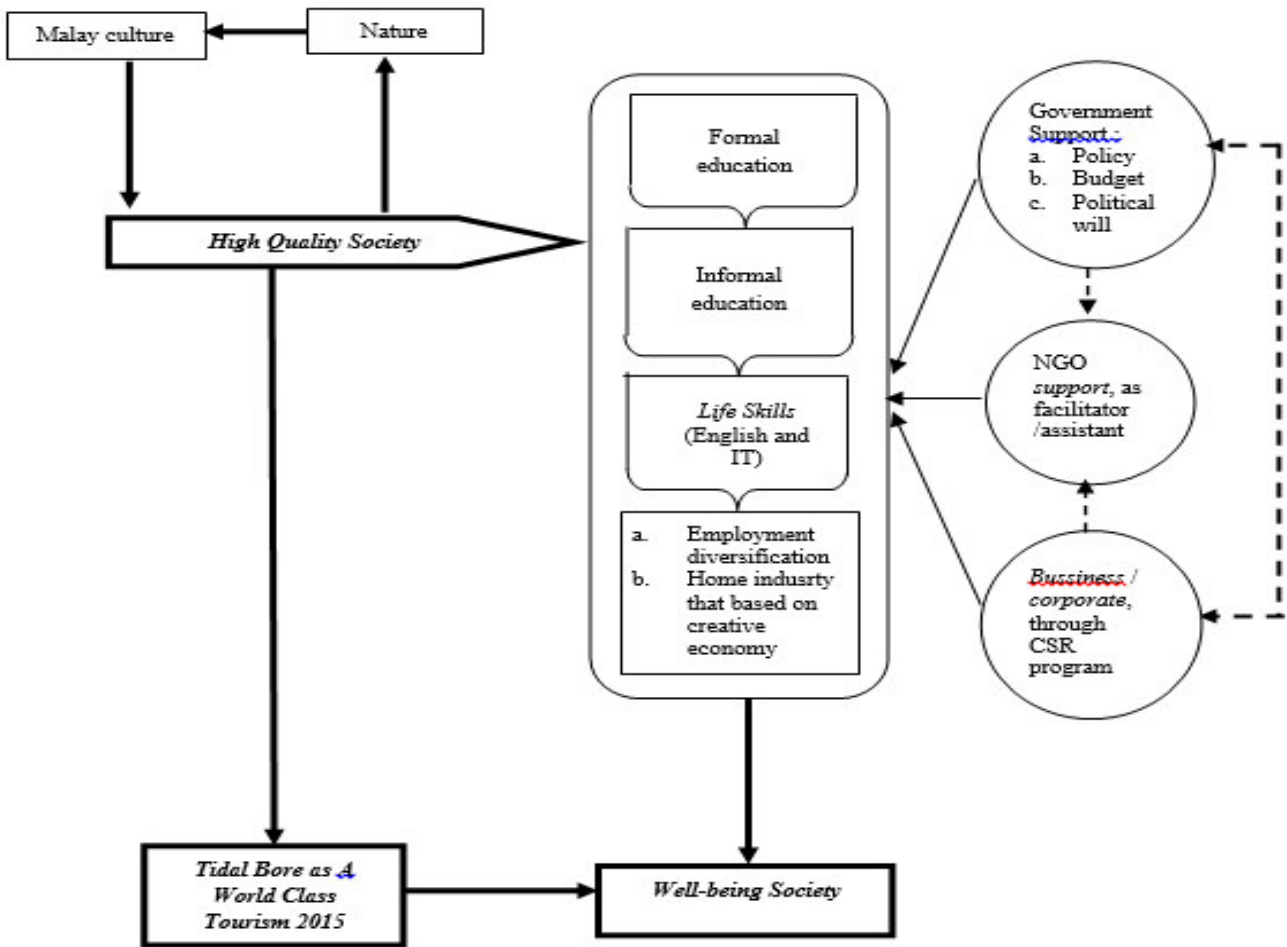 Malay culture
Nature
High Quality Society
Formal
education
Informal
education
Life Skills
(English and
IT)
a. Employment
diversification
b. Home indusrty
that based on
creative
economy
Government
Support :
a. Policy
b. Budget
c. Political
will
NGO
support, as
facilitator
/assistant
Bussiness /
corporate,
through
CSR
program
Tidal Bore as A
World Class
Tourism 2015
Well-being Society